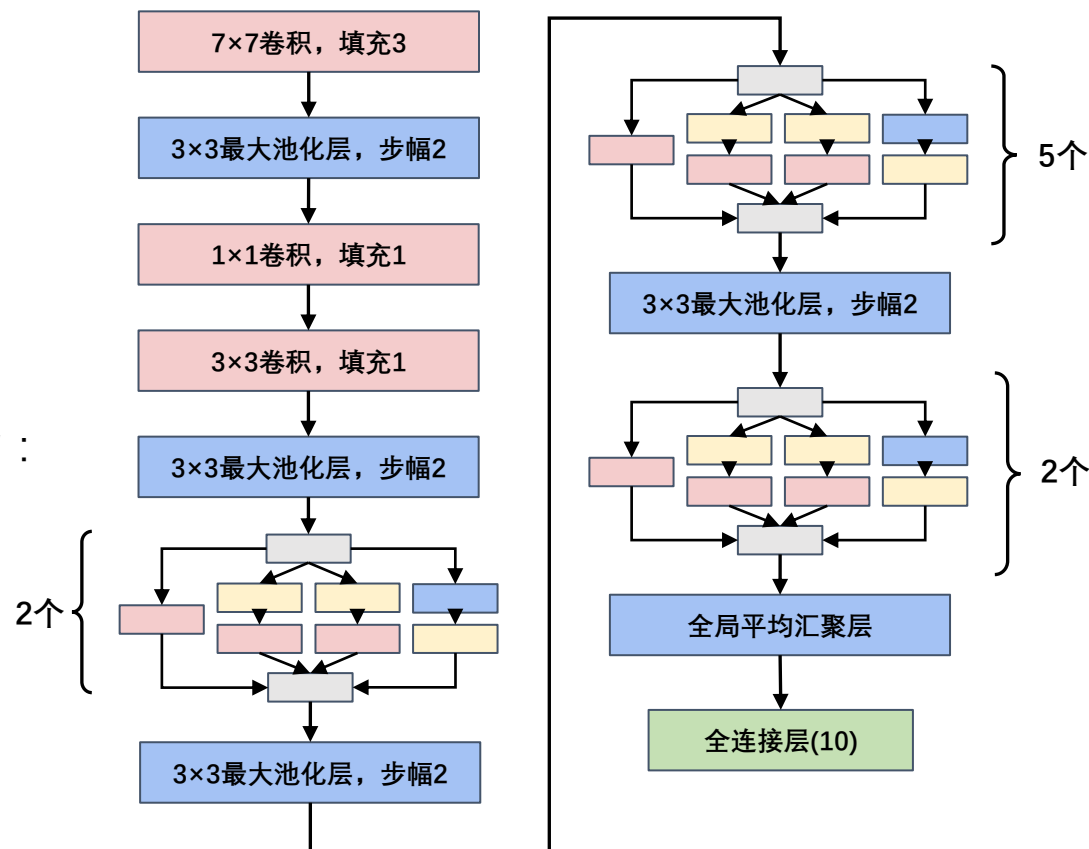 7×7卷积，填充3
3×3最大池化层，步幅2
1×1卷积，填充1
3×3卷积，填充1
:
3×3最大池化层，步幅2
2个
3×3最大池化层，步幅2
5个
3×3最大池化层，步幅2
2个
全局平均汇聚层
全连接层(10)